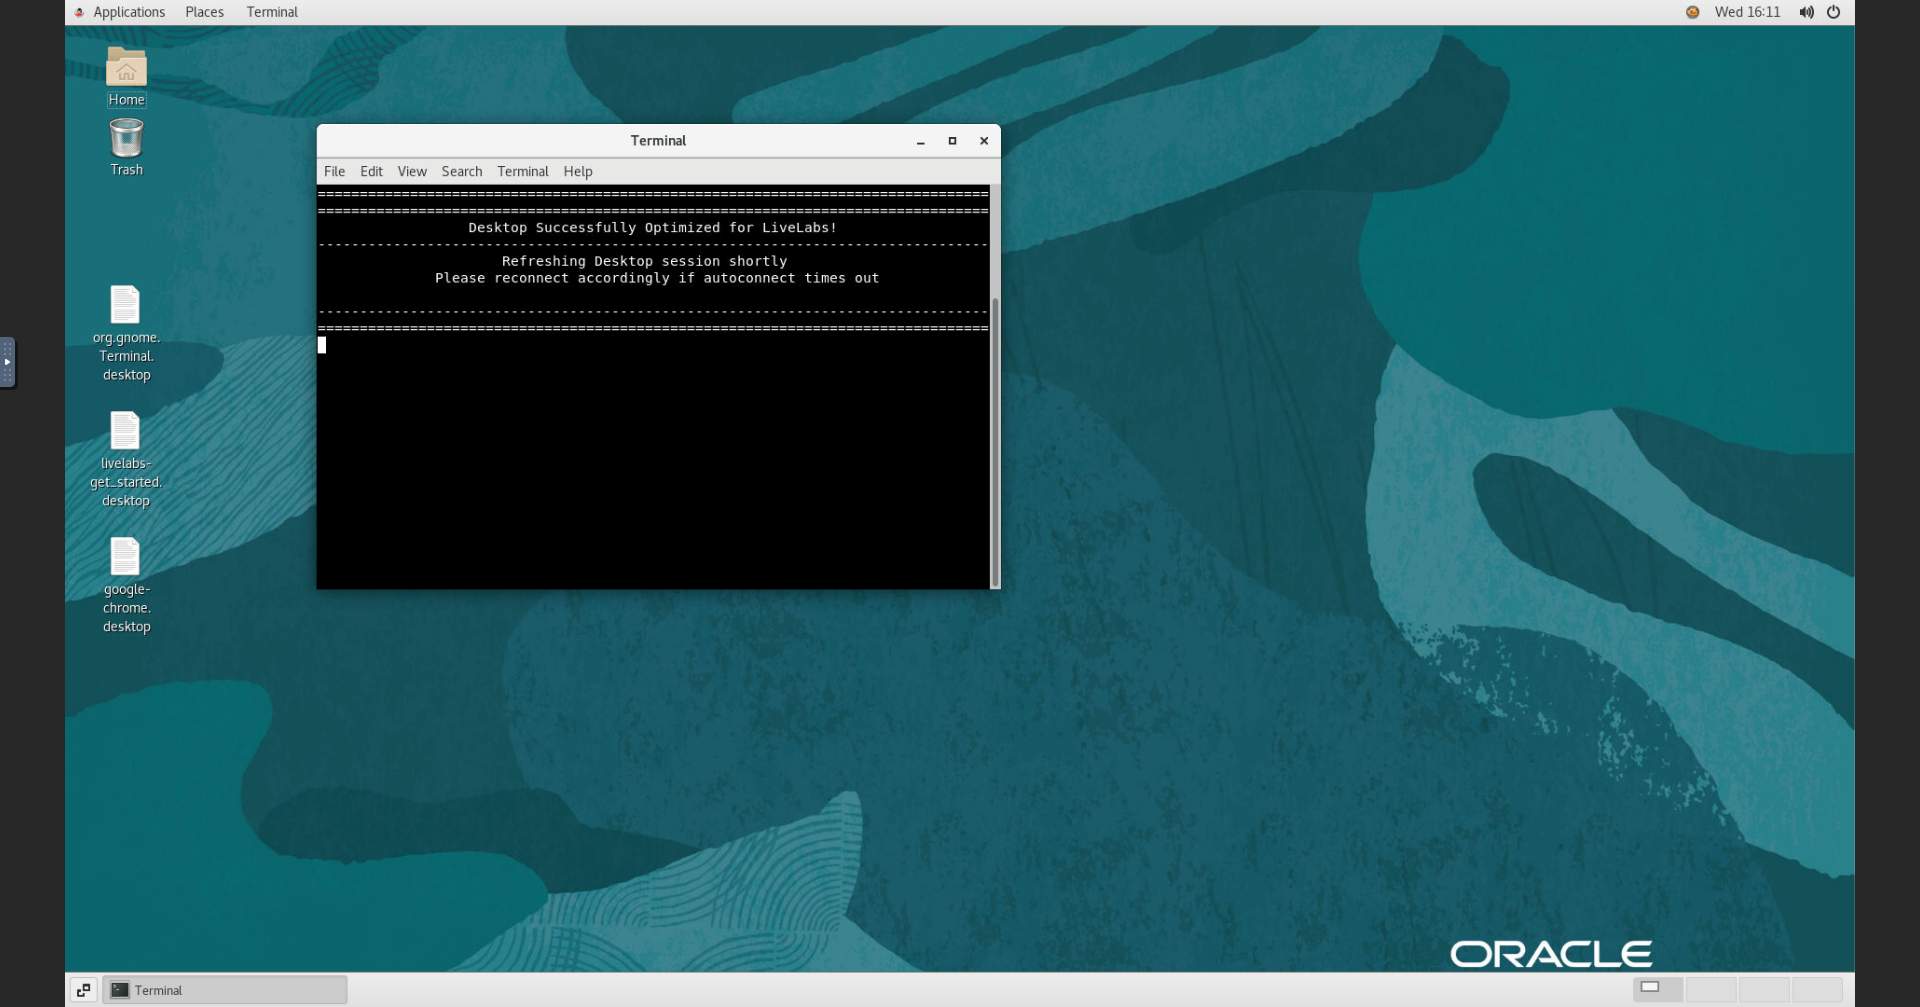 Applications Places Terminal Wed 16:11
Home
Trash
org.gnome.
Terminal.
desktop
livelabs-
get_started.
desktop
google-
chrome.
desktop
Terminal
File Edit View Search Terminal Help
================================================================================
================================================================================
Desktop Successfully Optimized for LiveLabs!
--------------------------------------------------------------------------------
Refreshing Desktop session shortly
Please reconnect accordingly if autoconnect times out
--------------------------------------------------------------------------------
================================================================================
ORACLE
Terminal